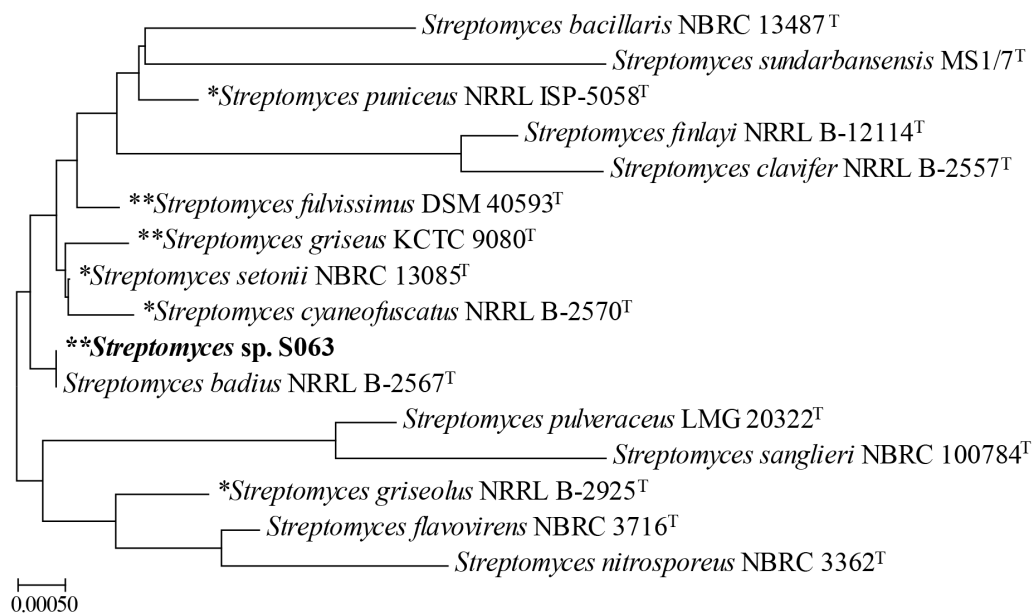 Streptomyces bacillaris NBRC 13487T
Streptomyces sundarbansensis MS1/7T
*Streptomyces puniceus NRRL ISP-5058T
Streptomyces finlayi NRRL B-12114T
Streptomyces clavifer NRRL B-2557T
**Streptomyces fulvissimus DSM 40593T
**Streptomyces griseus KCTC 9080T
*Streptomyces setonii NBRC 13085T
*Streptomyces cyaneofuscatus NRRL B-2570T
**Streptomyces sp. S063
Streptomyces badius NRRL B-2567T
Streptomyces pulveraceus LMG 20322T
Streptomyces sanglieri NBRC 100784T
*Streptomyces griseolus NRRL B-2925T
Streptomyces flavovirens NBRC 3716T
Streptomyces nitrosporeus NBRC 3362T
0.00050